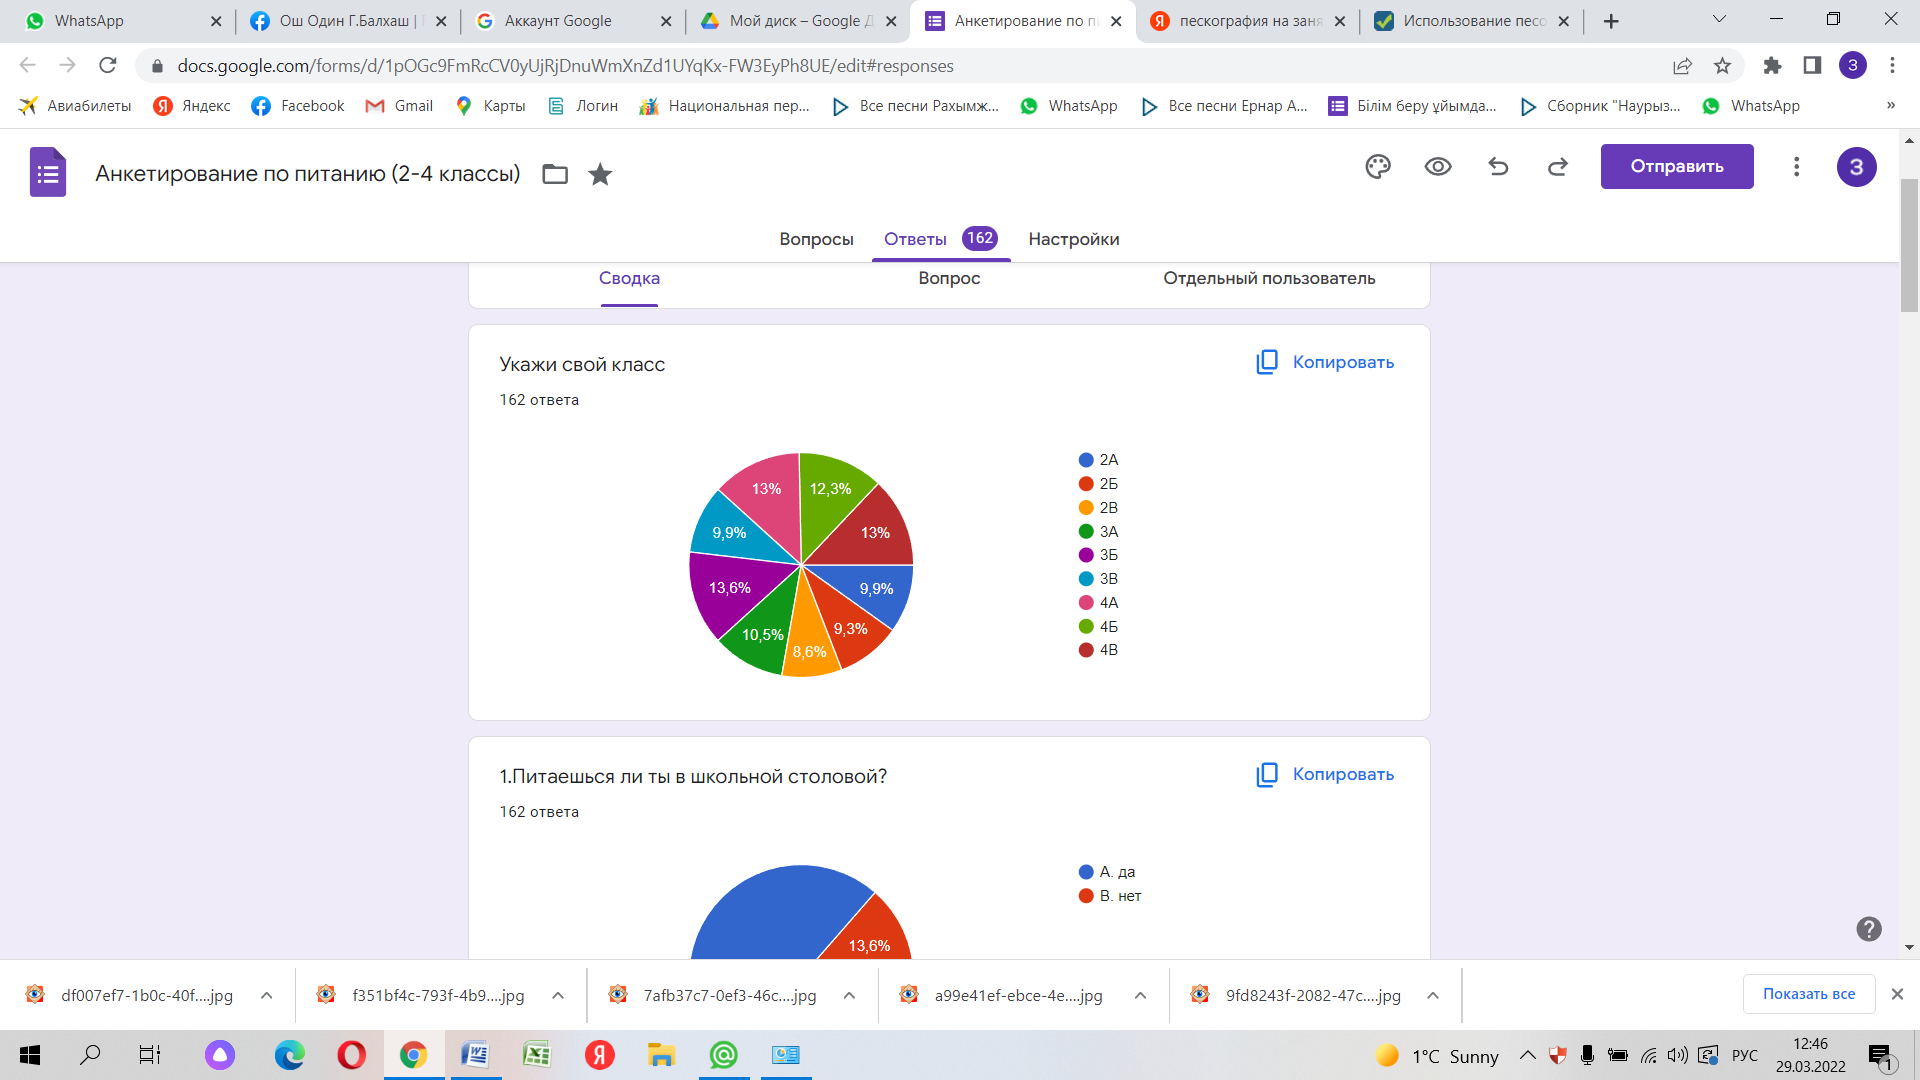 WhatsApp
Ош Один Г.Балхаш |
Аккаунт Google
Мой диск – Google Д
Анкетирование по п
Я пескография на заня
Использование песо
docs.google.com/forms/d/1pOGc9FmRcCV0yUjRjDnuWmXnZd1UYqKx-FW3EyPh8UE/edit#responses
З
Авиабилеты
Я Яндекс
Facebook
Gmail
Карты
Логин
Национальная пер...
Все песни Рахымж...
WhatsApp
Все песни Ернар А...
Білім беру ұйымда...
Сборник "Наурыз...
WhatsApp
»
Анкетирование по питанию (2-4 классы)
Отправить
З
Вопросы
Ответы 162
Настройки
Сводка
Вопрос
Отдельный пользователь
Укажи свой класс
Копировать
162 ответа
13%
12,3%
9,9%
13%
13,6%
9,9%
10,5%
9,3%
8,6%
2А
2Б
2В
3А
3Б
3В
4А
4Б
4В
1.Питаешься ли ты в школьной столовой?
Копировать
162 ответа
А. да
В. нет
13,6%
df007ef7-1b0c-40f....jpg
f351bf4c-793f-4b9....jpg
7afb37c7-0ef3-46c....jpg
a99e41ef-ebce-4e....jpg
9fd8243f-2082-47c....jpg
Показать все
1°C Sunny
РУС
12:46
29.03.2022
1